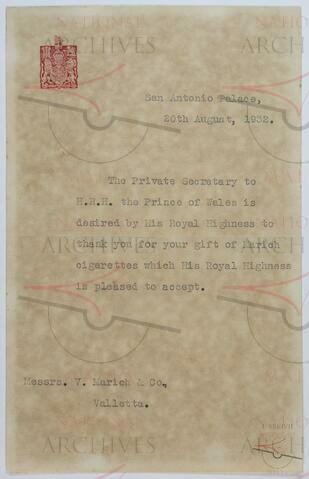 San Antonio Palace,
20th August, 1932.
The Private Secretary to
H.R.H. the Prince of Wales is
desired by His Royal Highness to
thank you for your gift of Marich
cigarettes which His Royal Highness
is pleased to accept.
Messrs. V. Marich & Co.,
Valletta.
NATIONAL
ARCHIVES